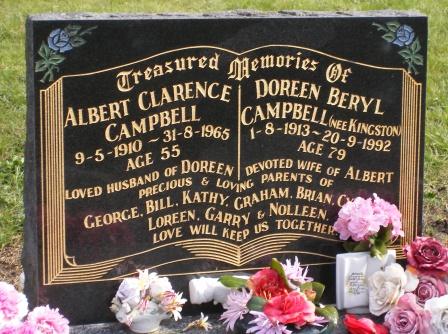 Treasured Memories Of
ALBERT CLARENCE
CAMPBELL
9-5-1910 ~ 31-8-1965
AGE 55
LOVED HUSBAND OF DOREEN
DOREEN BERYL
CAMPBELL (NEE KINGSTON)
1-8-1913 ~ 20-9-1992
AGE 79
DEVOTED WIFE OF ALBERT
PRECIOUS & LOVING PARENTS OF
GEORGE, BILL, KATHY, GRAHAM, BRIAN,
LOREEN, GARRY & NOLLEEN,
LOVE WILL KEEP US TOGETHER